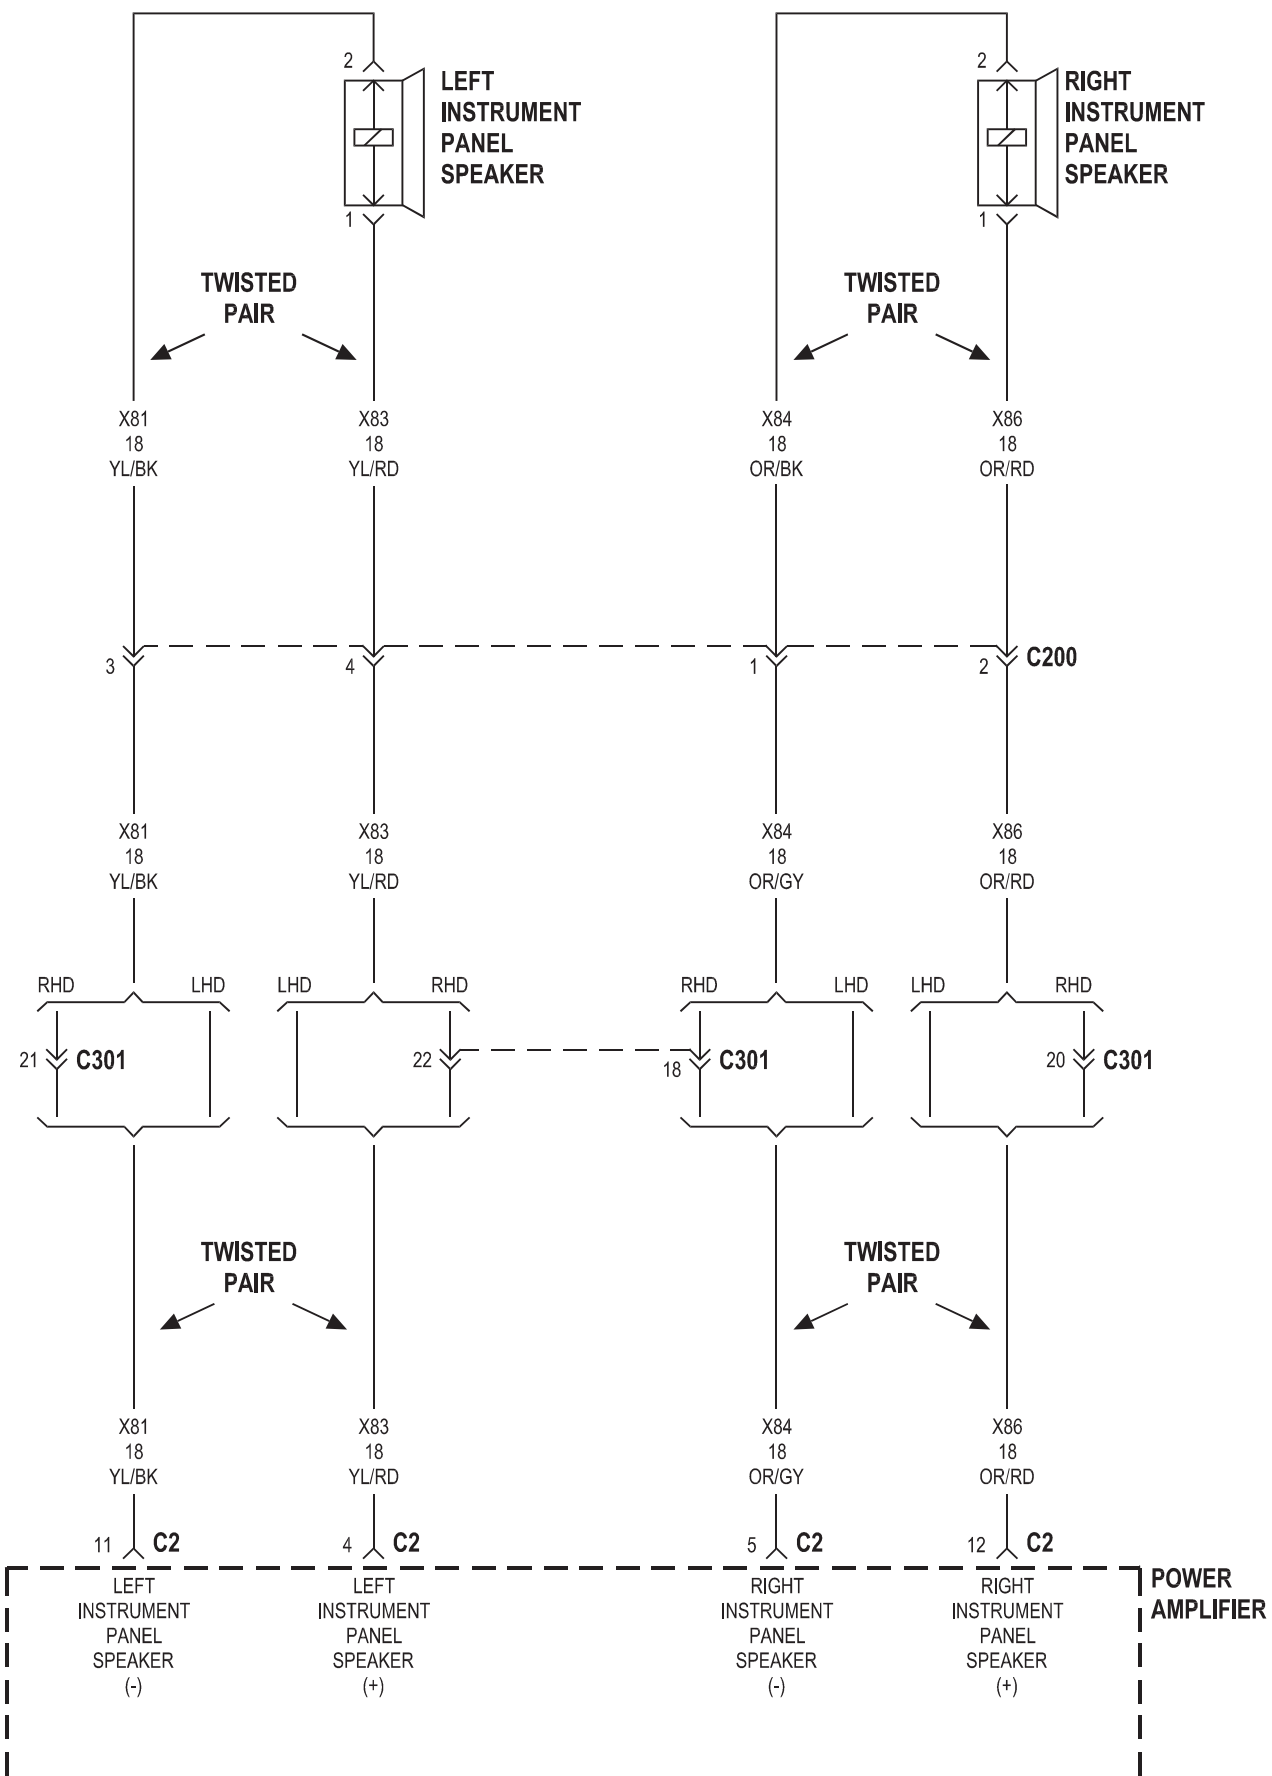 2
LEFT
INSTRUMENT
PANEL
SPEAKER
1
2
RIGHT
INSTRUMENT
PANEL
SPEAKER
1
TWISTED
PAIR
TWISTED
PAIR
X81
18
YL/BK
X83
18
YL/RD
X84
18
OR/BK
X86
18
OR/RD
3
4
1
2
C200
X81
18
YL/BK
X83
18
YL/RD
X84
18
OR/GY
X86
18
OR/RD
RHD
LHD
LHD
RHD
RHD
LHD
LHD
RHD
21
C301
22
18
C301
20
C301
TWISTED
PAIR
TWISTED
PAIR
X81
18
YL/BK
X83
18
YL/RD
X84
18
OR/GY
X86
18
OR/RD
11
C2
4
C2
5
C2
12
C2
LEFT
INSTRUMENT
PANEL
SPEAKER
(-)
LEFT
INSTRUMENT
PANEL
SPEAKER
(+)
RIGHT
INSTRUMENT
PANEL
SPEAKER
(-)
RIGHT
INSTRUMENT
PANEL
SPEAKER
(+)
POWER
AMPLIFIER